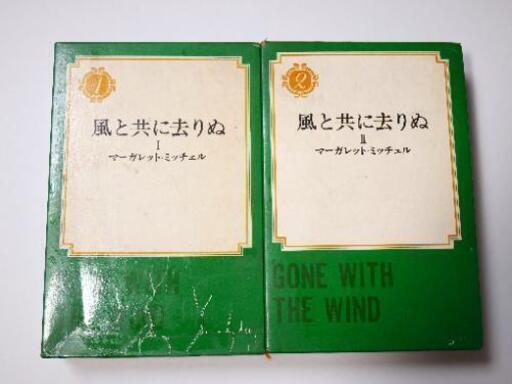 1
風と共に去りぬ
I
マーガレット・ミッチェル
WITH
2
風と共に去りぬ
II
マーガレット・ミッチェル
GONE WITH
THE WIND